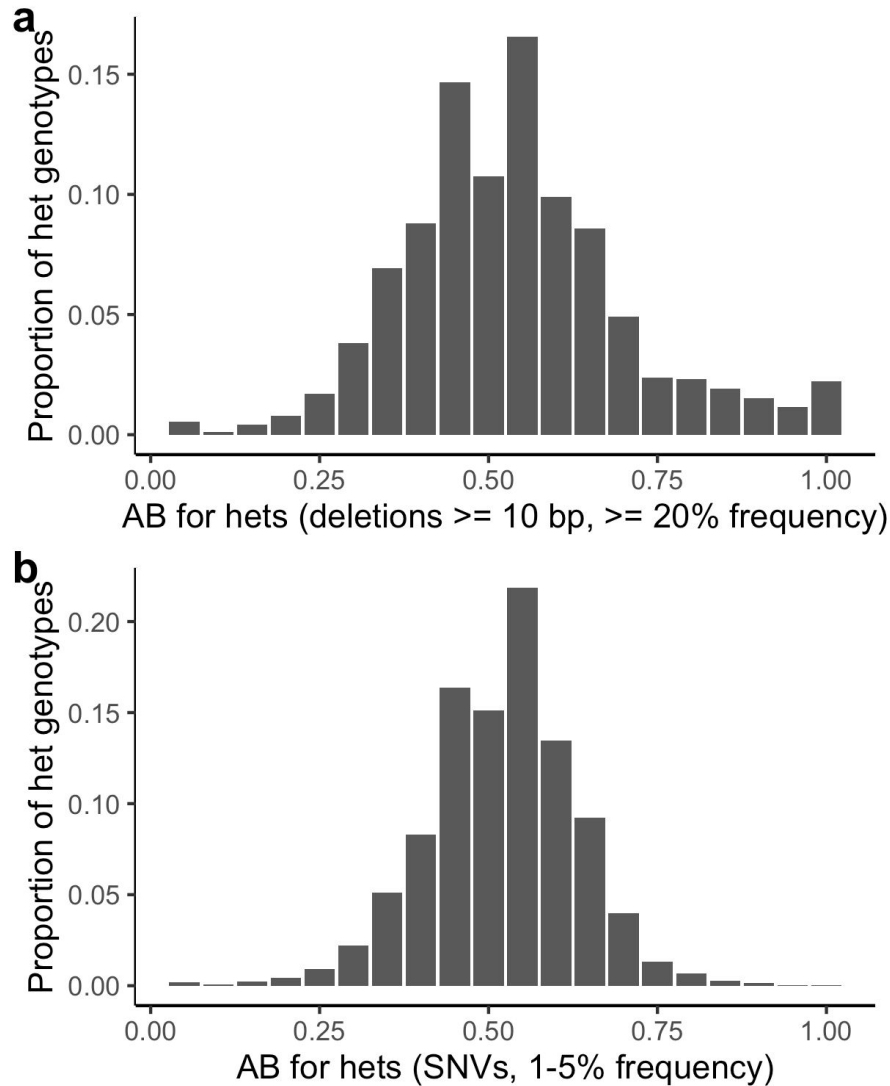 a
Proportion of het genotypes
0.15
0.10
0.05
0.00
0.00 0.25 0.50 0.75 1.00
AB for hets (deletions >= 10 bp, >= 20% frequency)
b
Proportion of het genotypes
0.20
0.15
0.10
0.05
0.00
0.00 0.25 0.50 0.75 1.00
AB for hets (SNVs, 1-5% frequency)